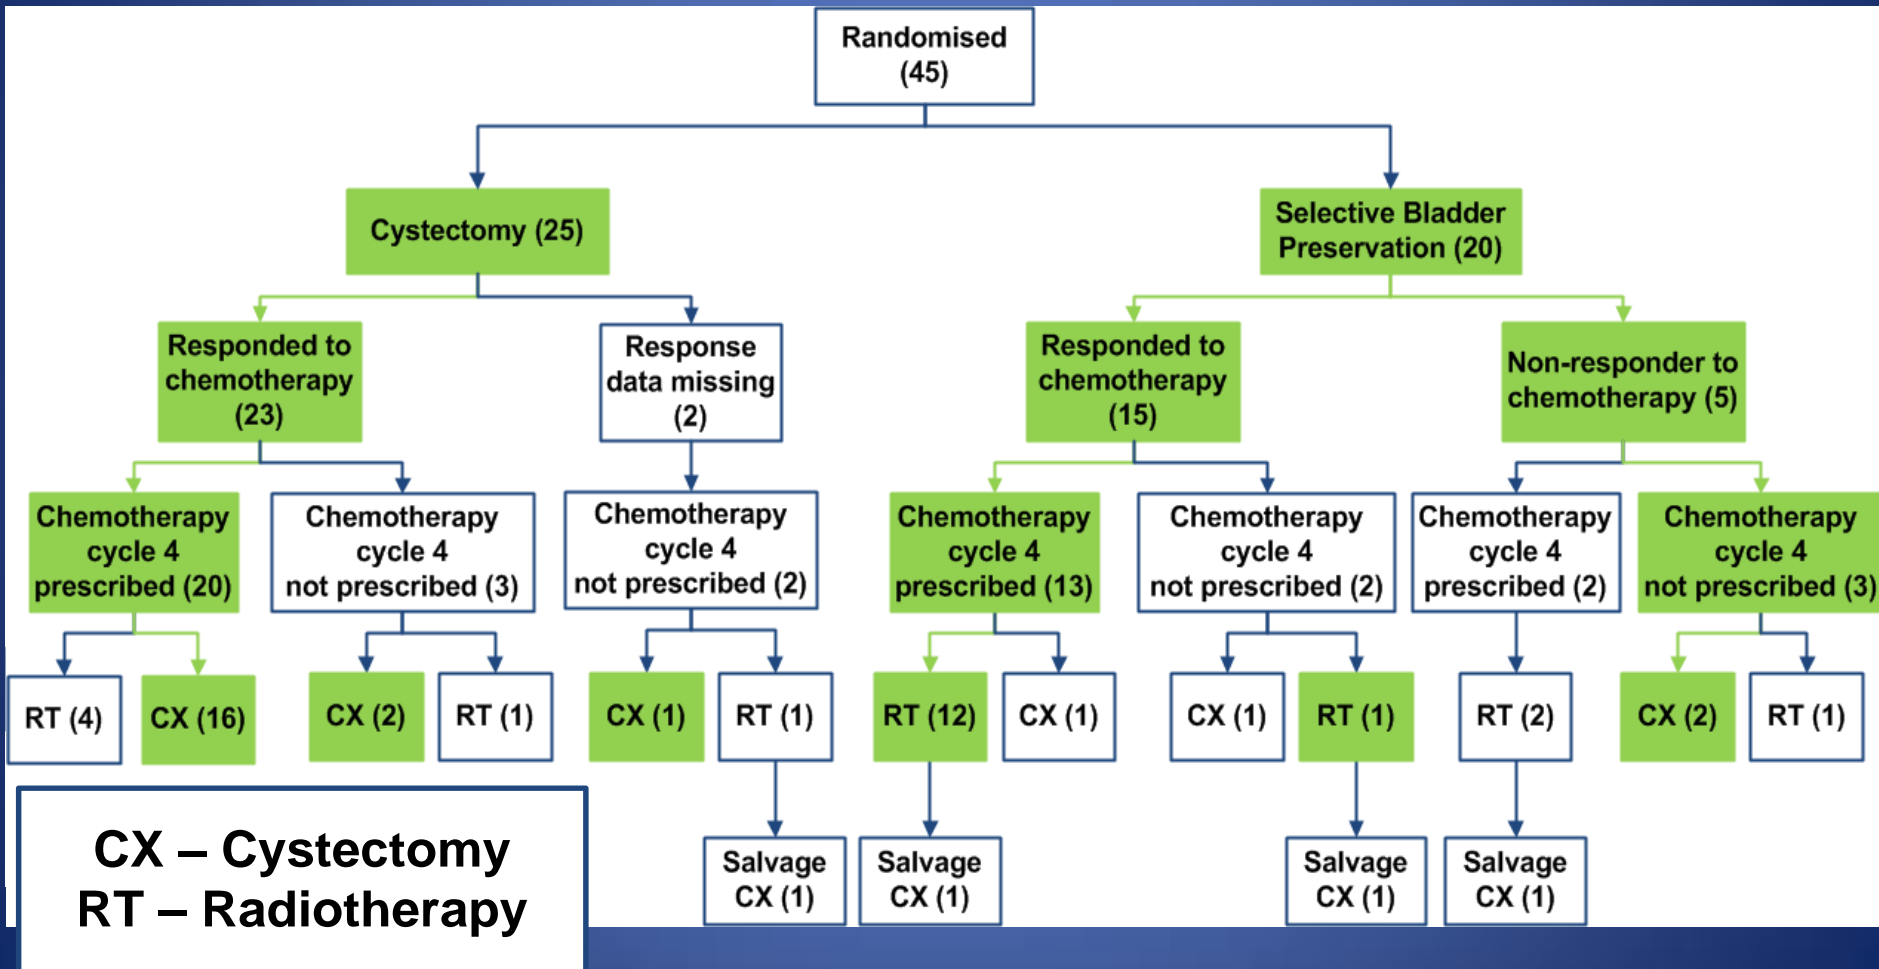 Randomised
(45)
Cystectomy (25)
Selective Bladder
Preservation (20)
Responded to
chemotherapy
(23)
Response
data missing
(2)
Responded to
chemotherapy
(15)
Non-responder to
chemotherapy (5)
Chemotherapy
cycle 4
prescribed (20)
Chemotherapy
cycle 4
not prescribed (3)
Chemotherapy
cycle 4
not prescribed (2)
Chemotherapy
cycle 4
prescribed (13)
Chemotherapy
cycle 4
not prescribed (2)
Chemotherapy
cycle 4
prescribed (2)
Chemotherapy
cycle 4
not prescribed (3)
RT (4)
CX (16)
CX (2)
RT (1)
CX (1)
RT (1)
RT (12)
CX (1)
CX (1)
RT (1)
RT (2)
CX (2)
RT (1)
Salvage
CX (1)
Salvage
CX (1)
Salvage
CX (1)
Salvage
CX (1)
CX – Cystectomy
RT – Radiotherapy